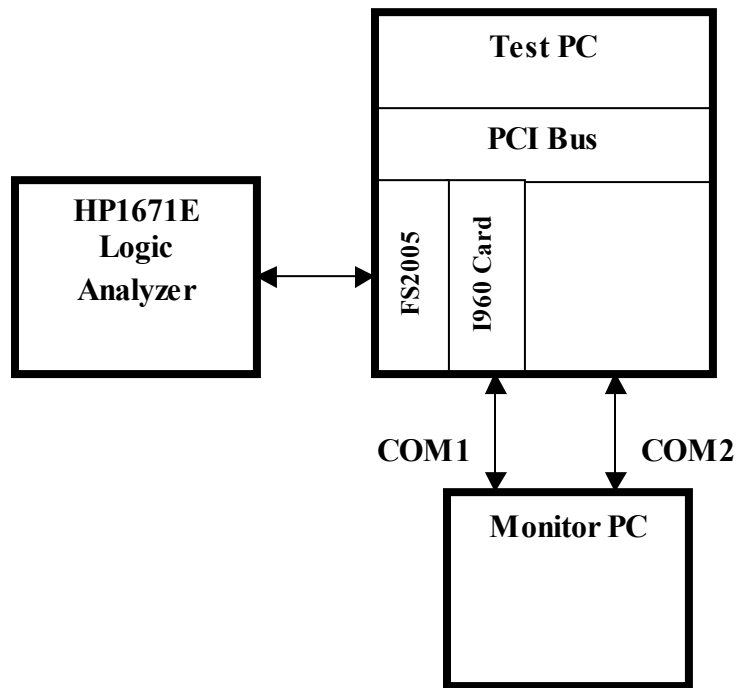 Test PC
PCI Bus
HP1671E
Logic
Analyzer
FS2005
I960 Card
COM1
COM2
Monitor PC